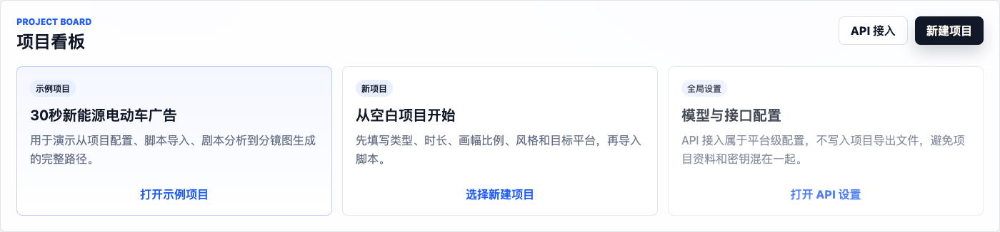 PROJECT BOARD
项目看板
API 接入
新建项目
示例项目
30秒新能源电动车广告
用于演示从项目配置、脚本导入、剧本分析到分镜图生成
的完整路径。
打开示例项目
新项目
从空白项目开始
先填写类型、时长、画幅比例、风格和目标平台，再导入
脚本。
选择新建项目
全局设置
模型与接口配置
API 接入属于平台级配置，不写入项目导出文件，避免项
目资料和密钥混在一起。
打开 API 设置